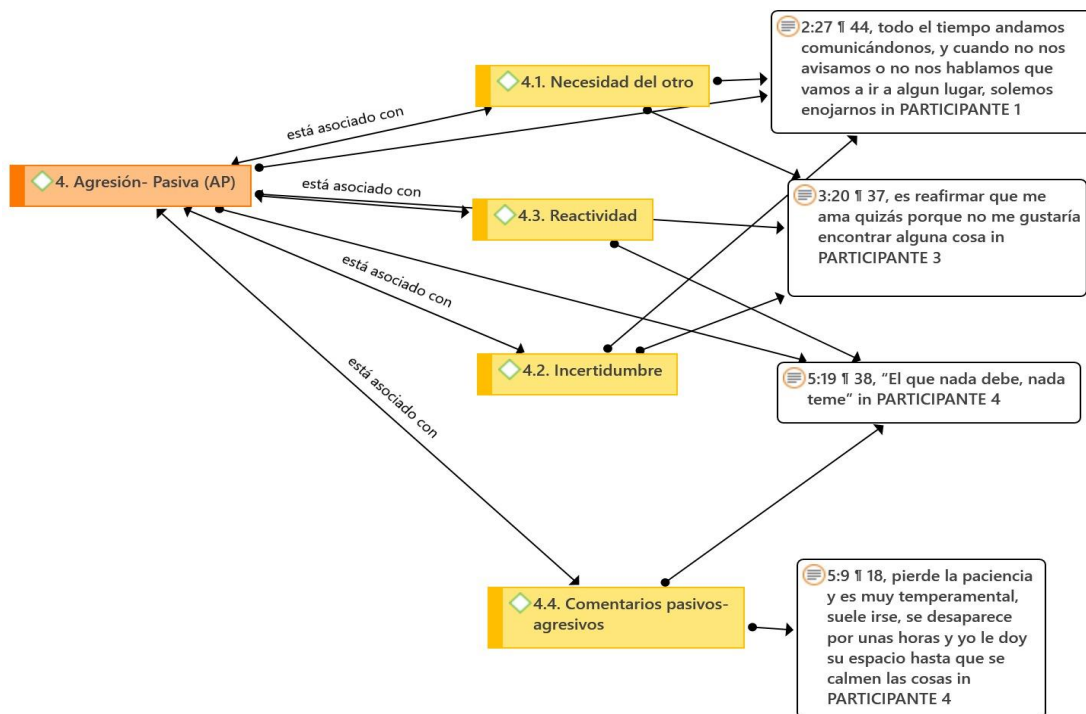 2:27 ¶ 44, todo el tiempo andamos
comunicándonos, y cuando no nos
avisamos o no nos hablamos que
vamos a ir a algun lugar, solemos
enojarnos in PARTICIPANTE 1
4.1. Necesidad del otro
está asociado con
4. Agresión- Pasiva (AP)
está asociado con
4.3. Reactividad
3:20 ¶ 37, es reafirmar que me
ama quizás porque no me gustaría
encontrar alguna cosa in
PARTICIPANTE 3
está asociado con
4.2. Incertidumbre
5:19 ¶ 38, "El que nada debe, nada
teme" in PARTICIPANTE 4
está asociado con
4.4. Comentarios pasivos-
agresivos
5:9 ¶ 18, pierde la paciencia
y es muy temperamental,
suele irse, se desaparece
por unas horas y yo le doy
su espacio hasta que se
calmen las cosas in
PARTICIPANTE 4